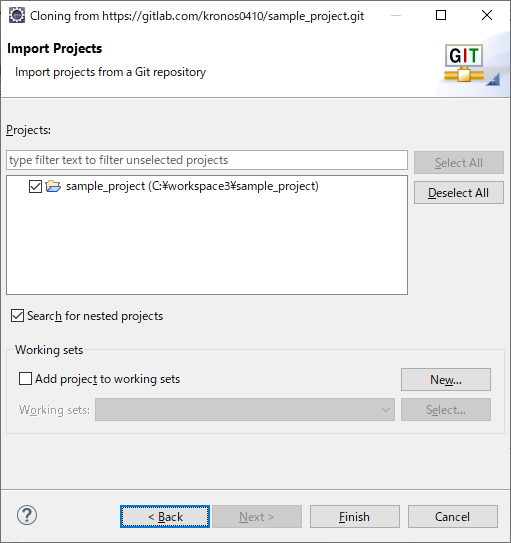 Cloning from https://gitlab.com/kronos0410/sample_project.git
Import Projects
Import projects from a Git repository
GIT
Projects:
type filter text to filter unselected projects
Select All
sample_project (C:¥workspace3¥sample_project)
Deselect All
Search for nested projects
Working sets
Add project to working sets
New...
Working sets:
Select...
?
< Back
Next >
Finish
Cancel